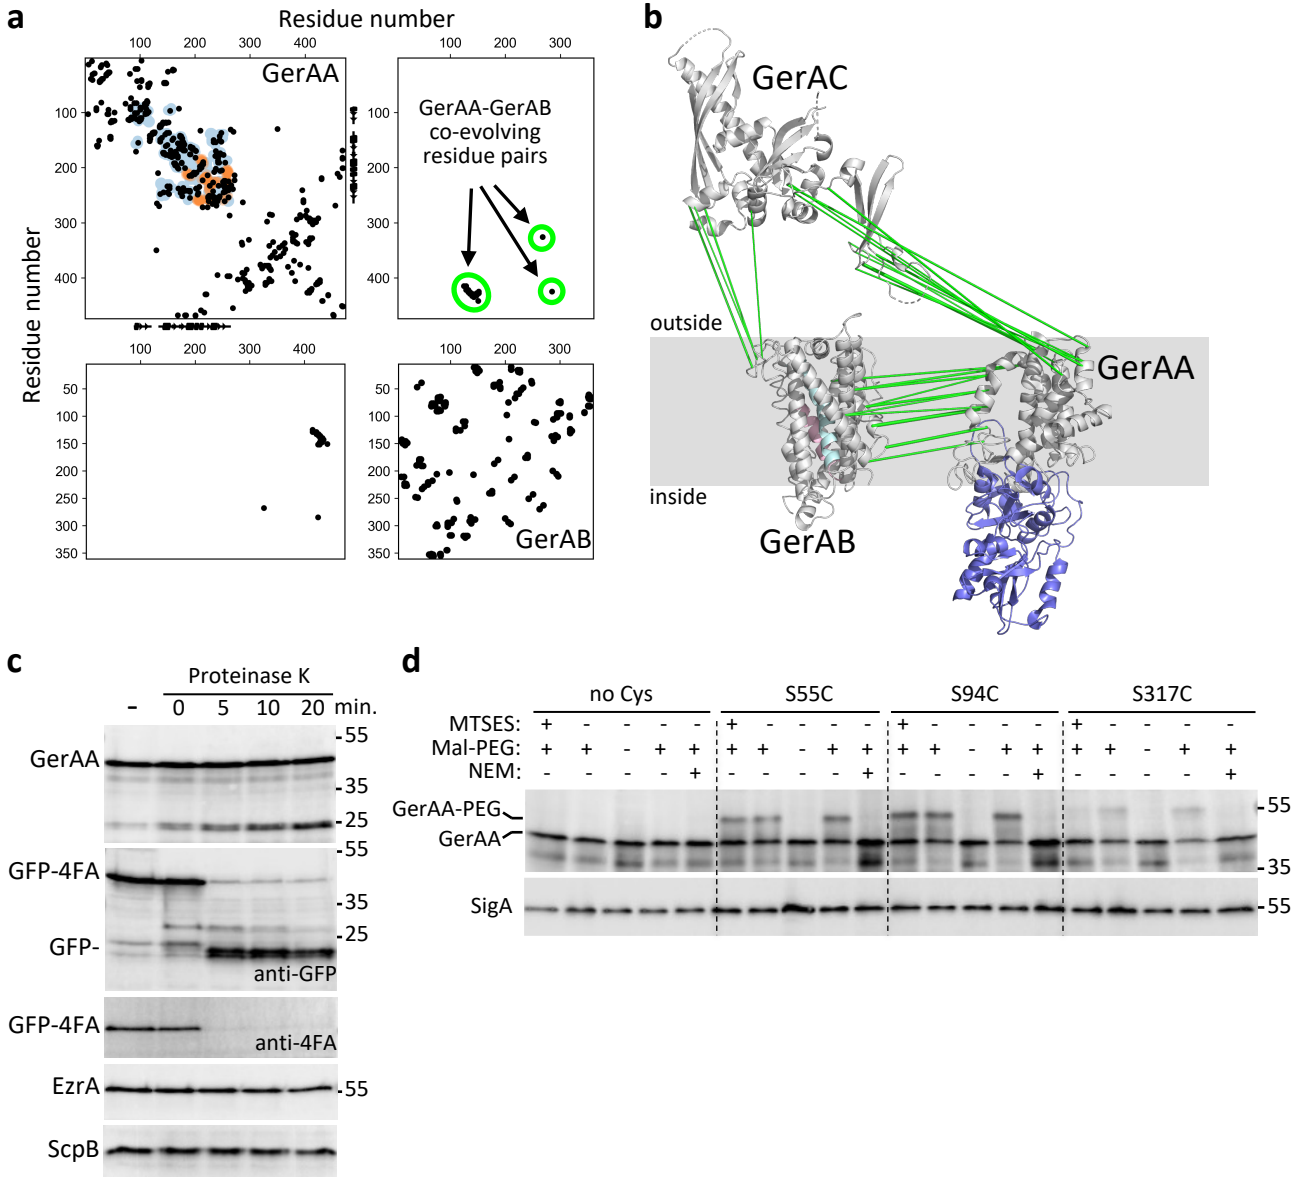 a
Residue number
100 200 300 400
100 200 300
GerAA
100
200
300
400
Residue number
100
200
300
400
GerAA-GerAB
co-evolving
residue pairs
100 200 300 400
100 200 300
50
100
150
200
250
300
350
50
100
150
200
250
300
350
GerAB
b
GerAC
outside
GerAA
inside
GerAB
c
Proteinase K
– 0 5 10 20 min.
GerAA
-55
-35
-25
GFP-4FA
-55
-35
-25
GFP-
anti-GFP
GFP-4FA
anti-4FA
EzrA
-55
ScpB
d
no Cys S55C S94C S317C
MTSES: + - - - - + - - - - + - - - - + - - - -
Mal-PEG: + + - + + + + - + + + + - + + + + - + +
NEM: - - - - + - - - - + - - - - + - - - - +
GerAA-PEG
GerAA
-55
-35
SigA
-55